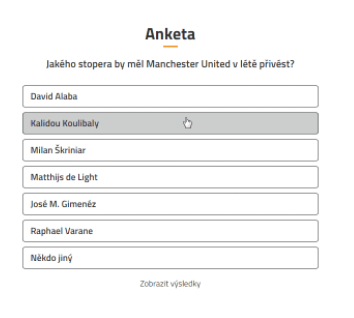 Anketa
Jakého stopera by měl Manchester United v létě přivést?
David Alaba
Kalidou Koulibaly
Milan Škriniar
Matthijs de Light
José M. Gimenéz
Raphael Varane
Někdo jiný
Zobrazit výsledky